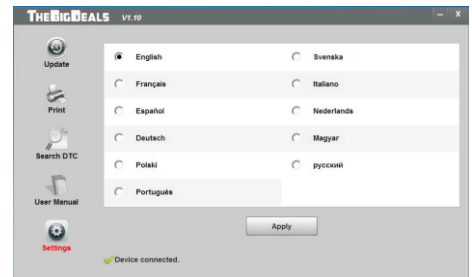 THEBIGDEALS V1.10
Update
Print
Search DTC
User Manual
Settings
English
Svenska
Français
Italiano
Español
Nederlands
Deutsch
Magyar
Polski
русский
Português
Apply
Device connected.